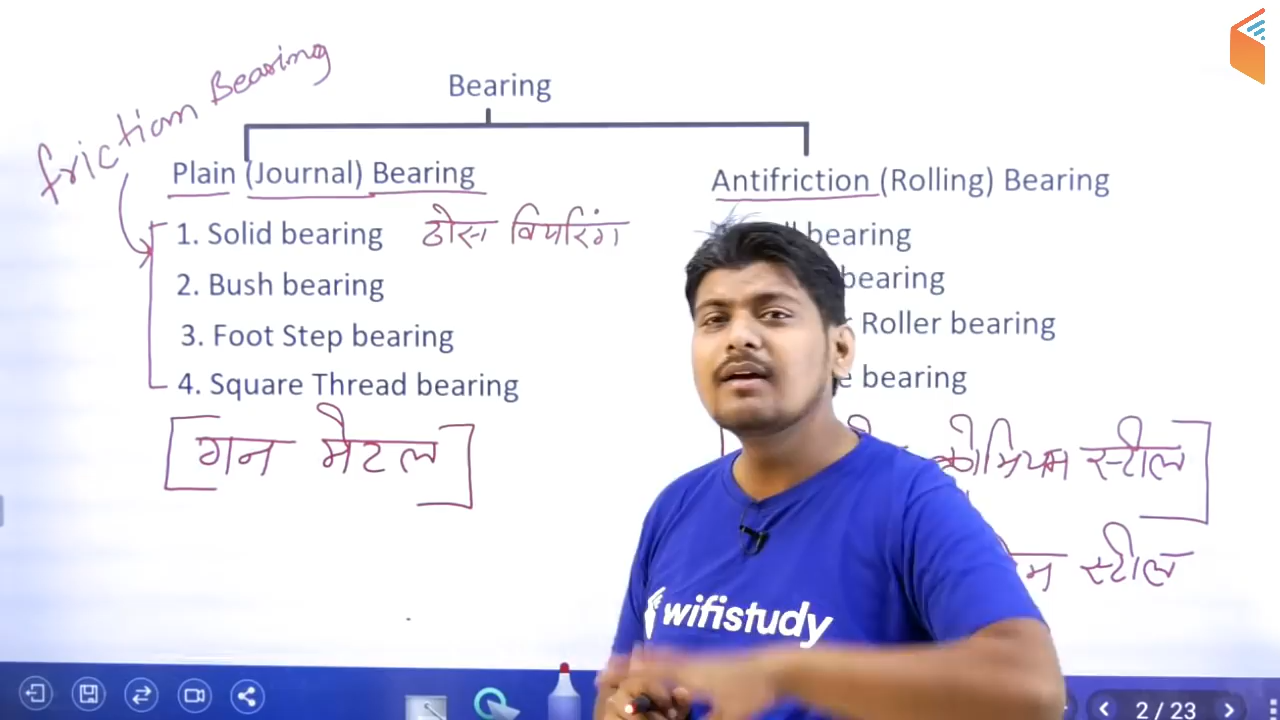 friction Bearing
Bearing
Plain (Journal) Bearing
Antifriction (Rolling) Bearing
1. Solid bearing ठोस बियरिंग
bearing
2. Bush bearing
bearing
3. Foot Step bearing
Roller bearing
4. Square Thread bearing
bearing
[गन मैटल]
क्रोमियम स्टील]
स्टील
wifistudy
2 / 23